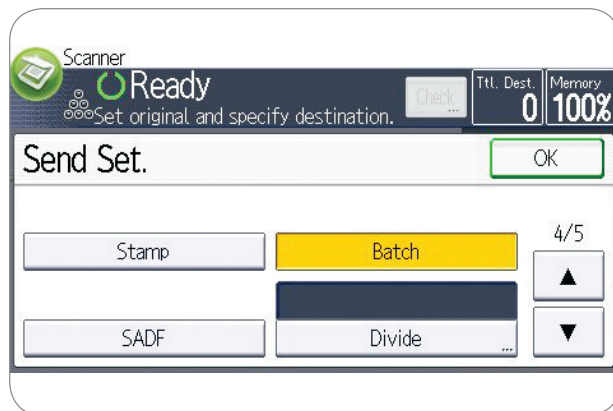 Scanner
Ready
Set original and specify destination.
Check
...
Ttl. Dest.
0
Memory
100%
Send Set.
OK
Stamp
Batch
4/5
▲
SADF
Divide
...
▼